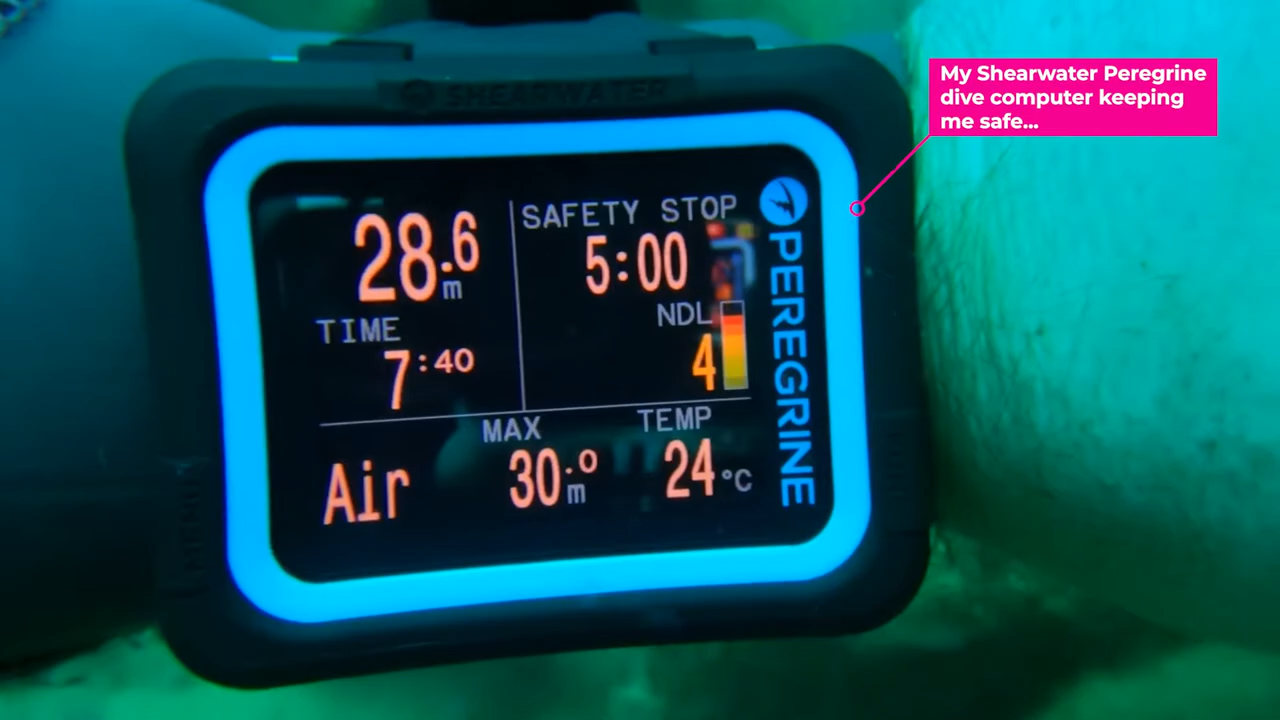 My Shearwater Peregrine
dive computer keeping
me safe...
SHEARWATER
28.6 m
SAFETY STOP
5:00
TIME
7:40
NDL
4
MAX
30.0 m
TEMP
24 °C
Air
PEREGRINE